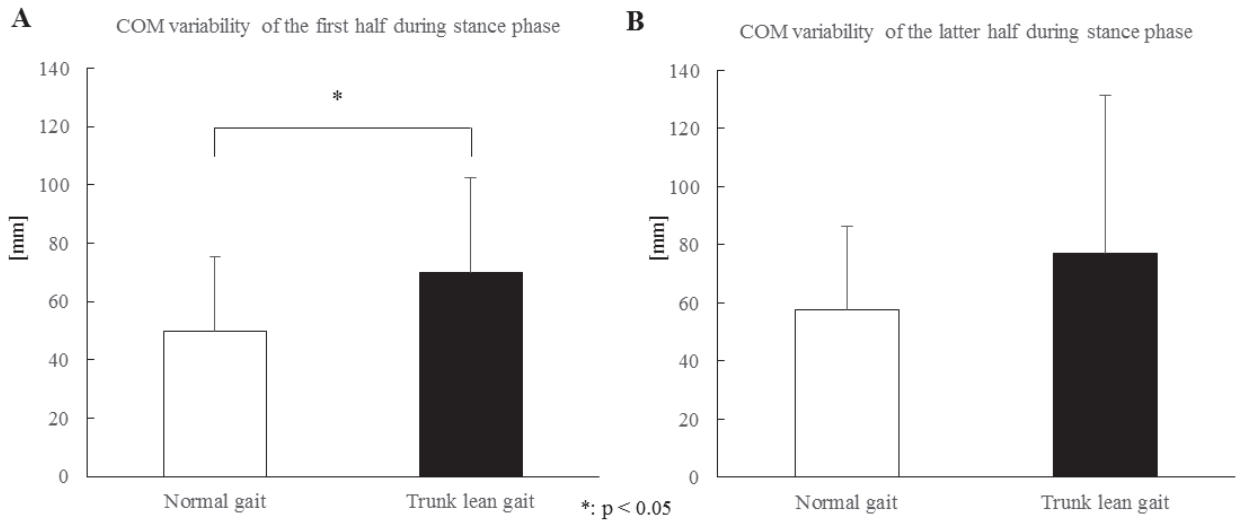 A
COM variability of the first half during stance phase
140
120
100
80
60
40
20
0
[mm]
*
Normal gait
Trunk lean gait
*: p < 0.05
B
COM variability of the latter half during stance phase
140
120
100
80
60
40
20
0
[mm]
Normal gait
Trunk lean gait